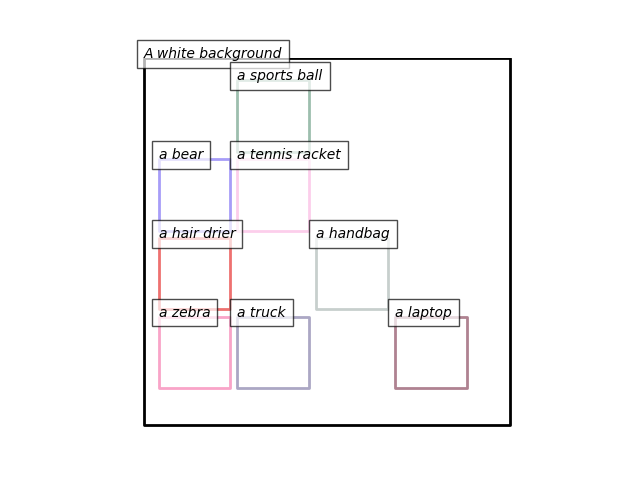 A white background
a sports ball
a bear
a tennis racket
a hair drier
a handbag
a zebra
a truck
a laptop